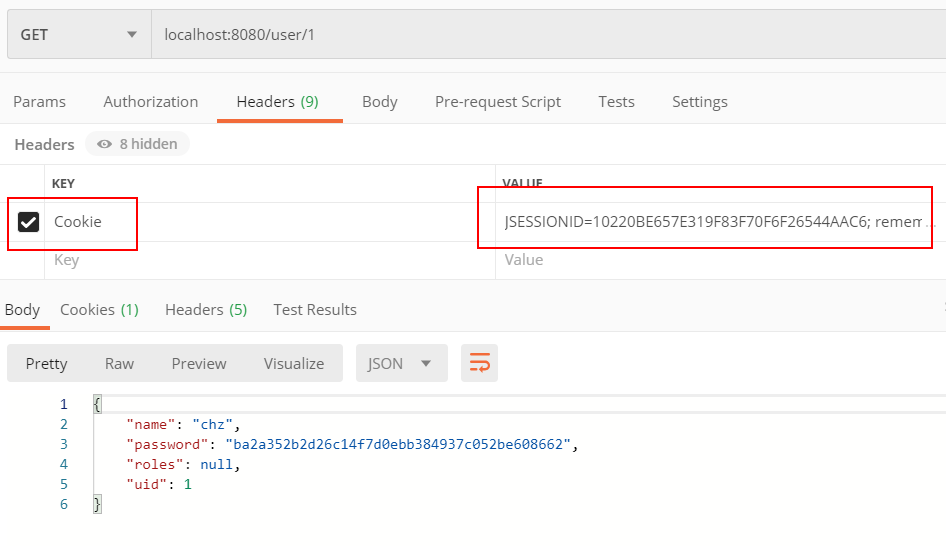 GET localhost:8080/user/1
Params Authorization Headers (9) Body Pre-request Script Tests Settings
Headers 8 hidden
KEY VALUE
Cookie JSESSIONID=10220BE657E319F83F70F6F26544AAC6; remem...
Key Value
Body Cookies (1) Headers (5) Test Results
Pretty Raw Preview Visualize JSON
1 {
2 "name": "chz",
3 "password": "ba2a352b2d26c14f7d0ebb384937c052be608662",
4 "roles": null,
5 "uid": 1
6 }